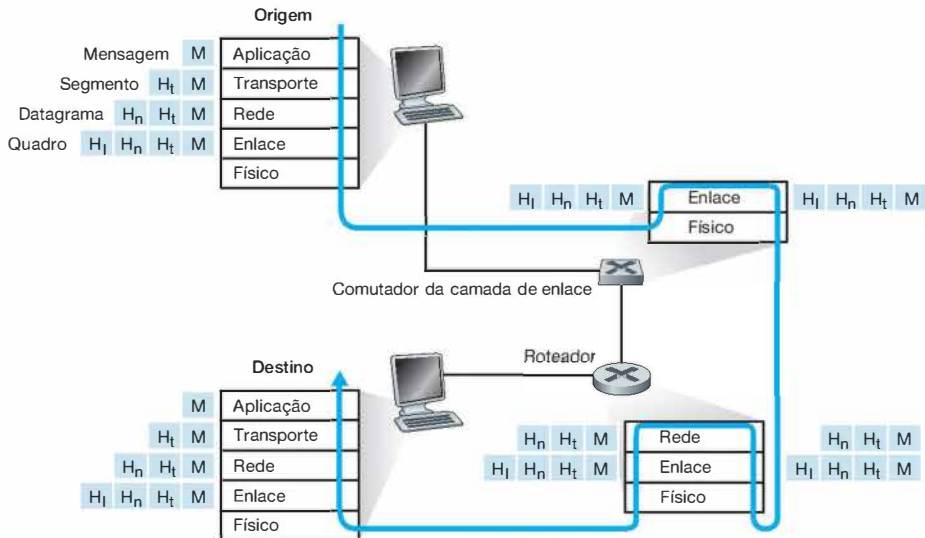 Origem
Mensagem M Aplicação
Segmento Ht M Transporte
Datagrama Hn Ht M Rede
Quadro Hl Hn Ht M Enlace
Físico
Hl Hn Ht M Enlace Hl Hn Ht M
Físico
Comutador da camada de enlace
Roteador
Destino
M Aplicação
Ht M Transporte
Hn Ht M Rede
Hl Hn Ht M Enlace
Físico
Hn Ht M Rede Hn Ht M
Hl Hn Ht M Enlace Hl Hn Ht M
Físico